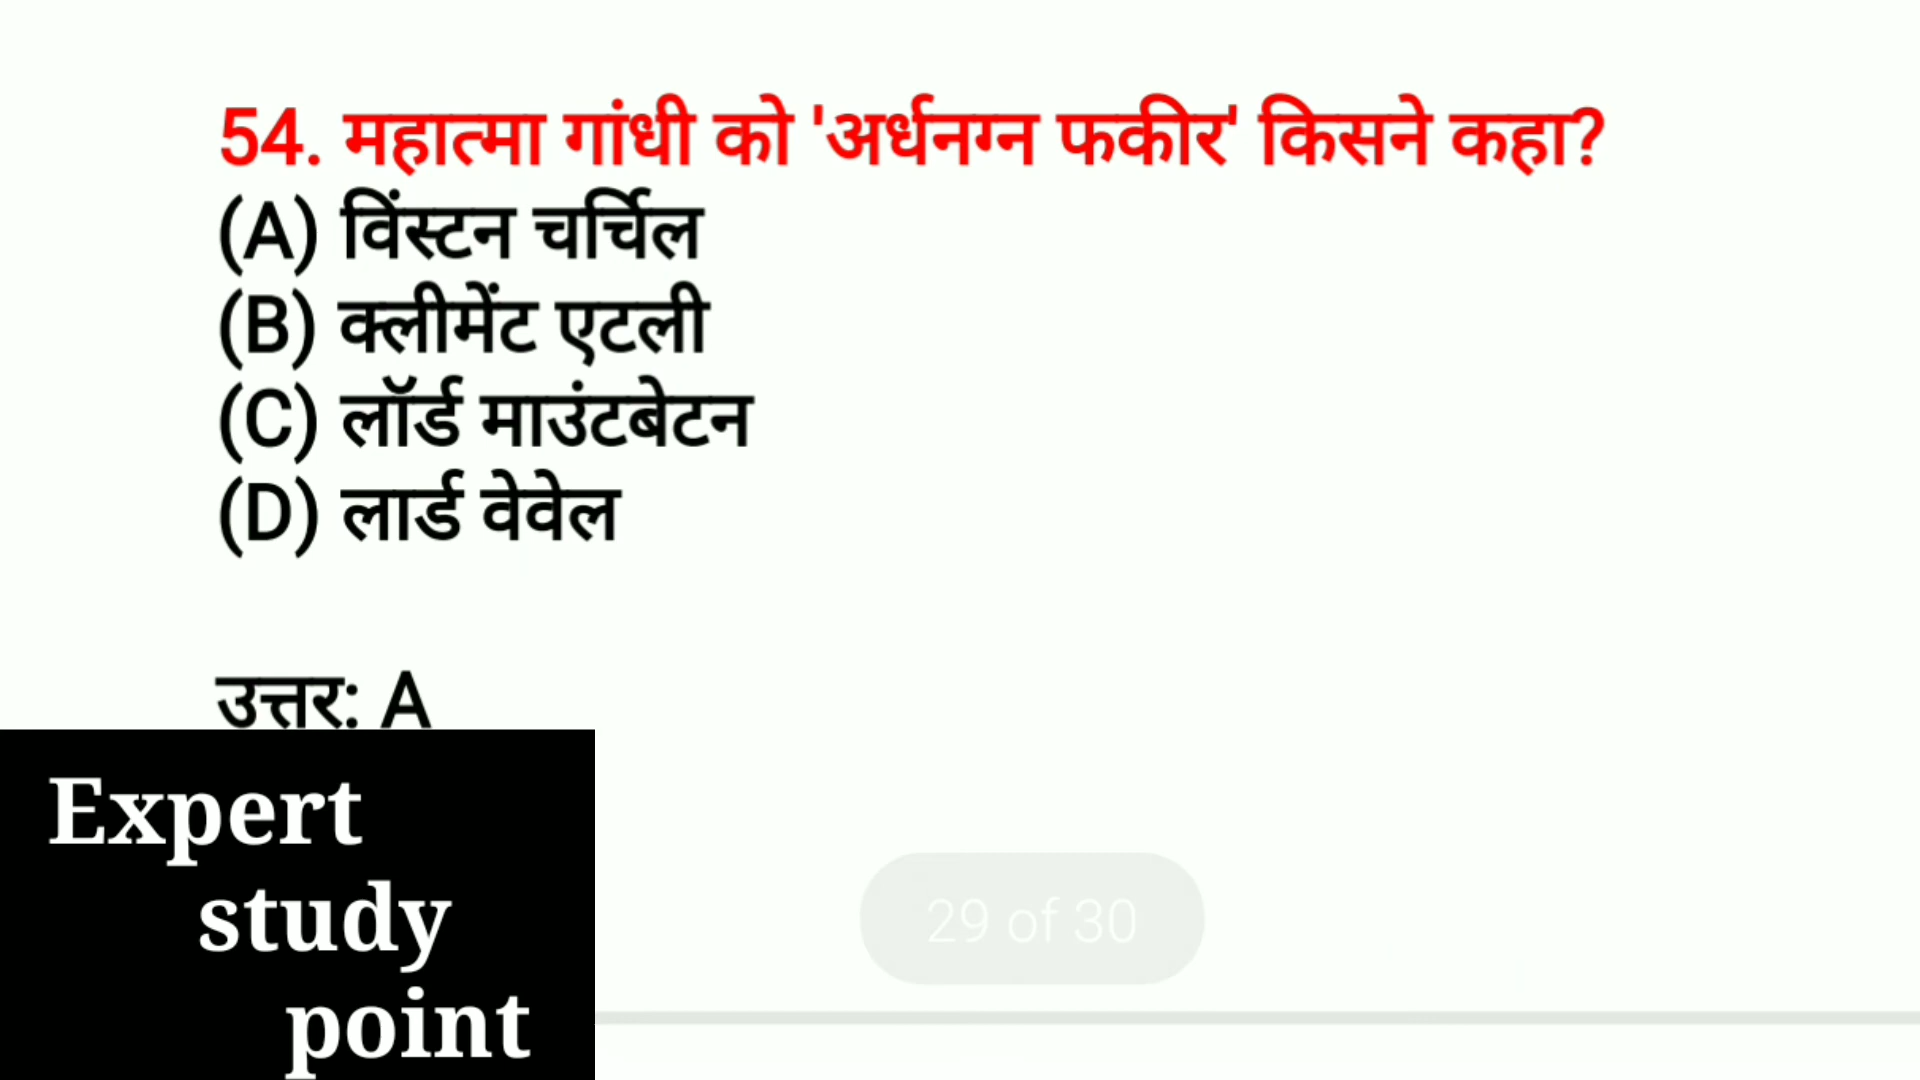 54. महात्मा गांधी को 'अर्धनग्न फकीर' किसने कहा?
(A) विंस्टन चर्चिल
(B) क्लीमेंट एटली
(C) लॉर्ड माउंटबेटन
(D) लार्ड वेवेल
उत्तर: A
Expert
study
point
29 of 30